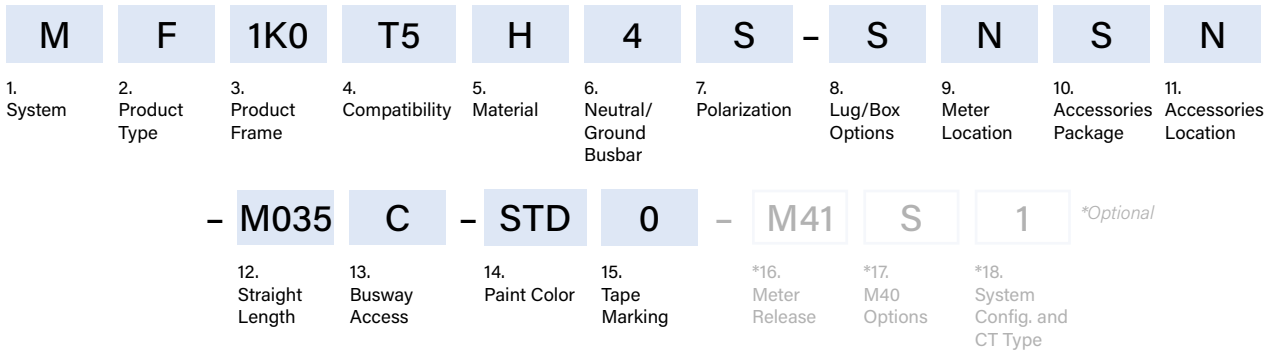 M F 1K0 T5 H 4 S – S N S N
1. 2. 3. 4. 5. 6. 7. 8. 9. 10. 11.
System Product Product Compatibility Material Neutral/ Polarization Lug/Box Meter Accessories Accessories
Type Frame Ground Options Location Package Location
Busbar
– M035 C – STD 0 – M41 S 1 *Optional
12. 13. 14. 15. *16. *17. *18.
Straight Busway Paint Color Tape Meter M40 System
Length Access Marking Release Options Config. and
CT Type